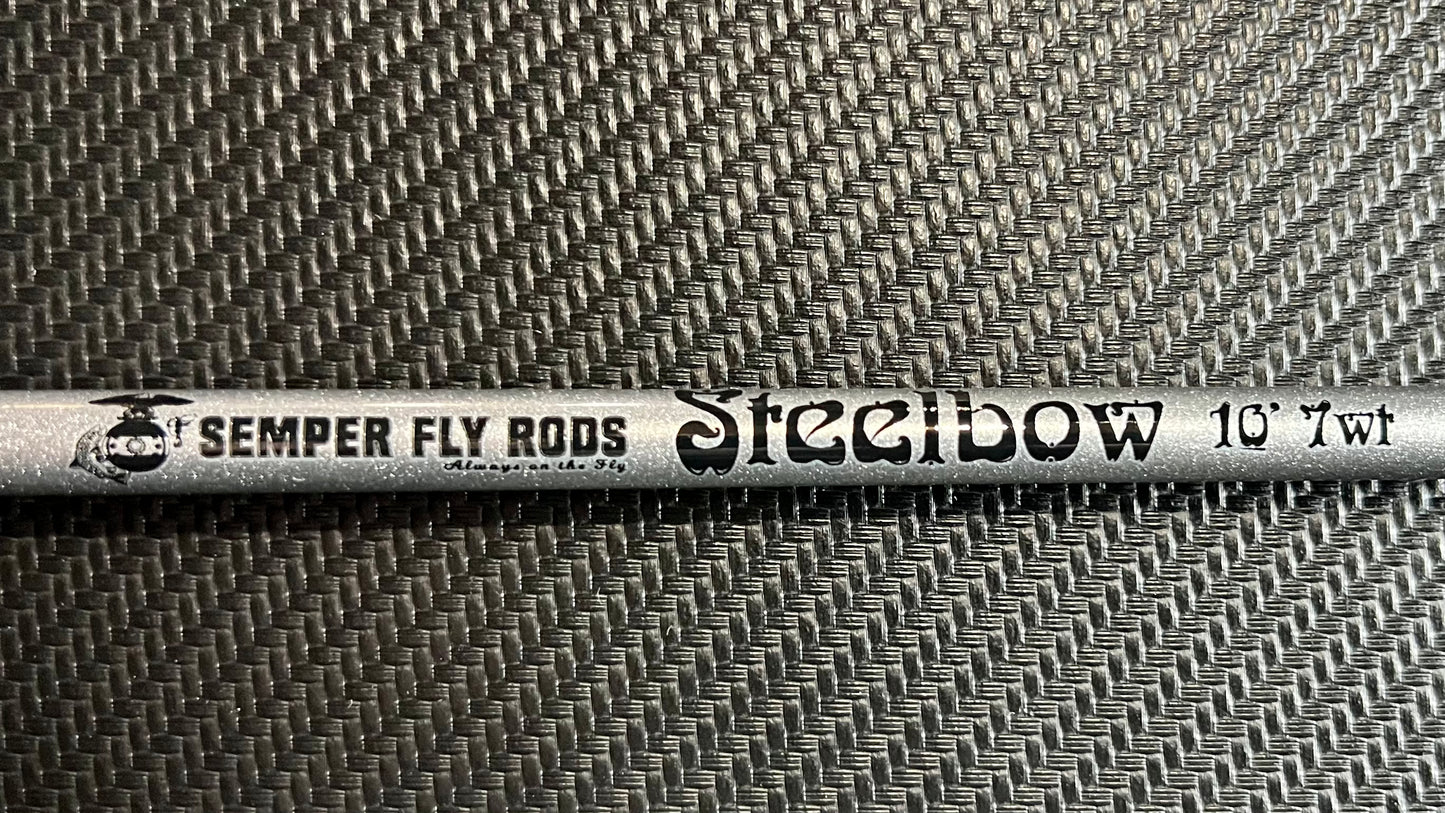 SEMPER FLY RODS Steelbow 10' 7wt
Always on the Fly